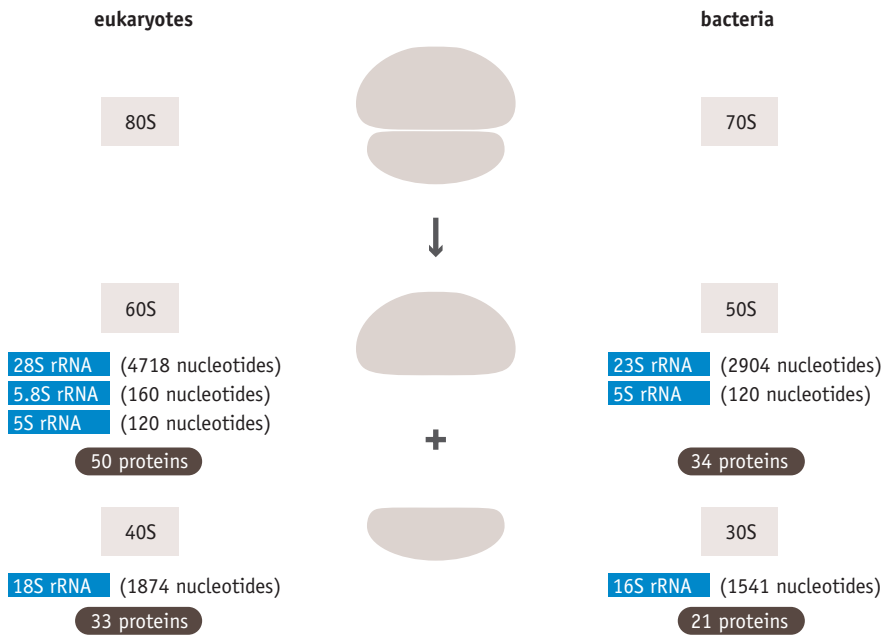 eukaryotes
bacteria
80S
70S
60S
50S
28S rRNA (4718 nucleotides)
5.8S rRNA (160 nucleotides)
5S rRNA (120 nucleotides)
50 proteins
23S rRNA (2904 nucleotides)
5S rRNA (120 nucleotides)
34 proteins
+
40S
30S
18S rRNA (1874 nucleotides)
33 proteins
16S rRNA (1541 nucleotides)
21 proteins